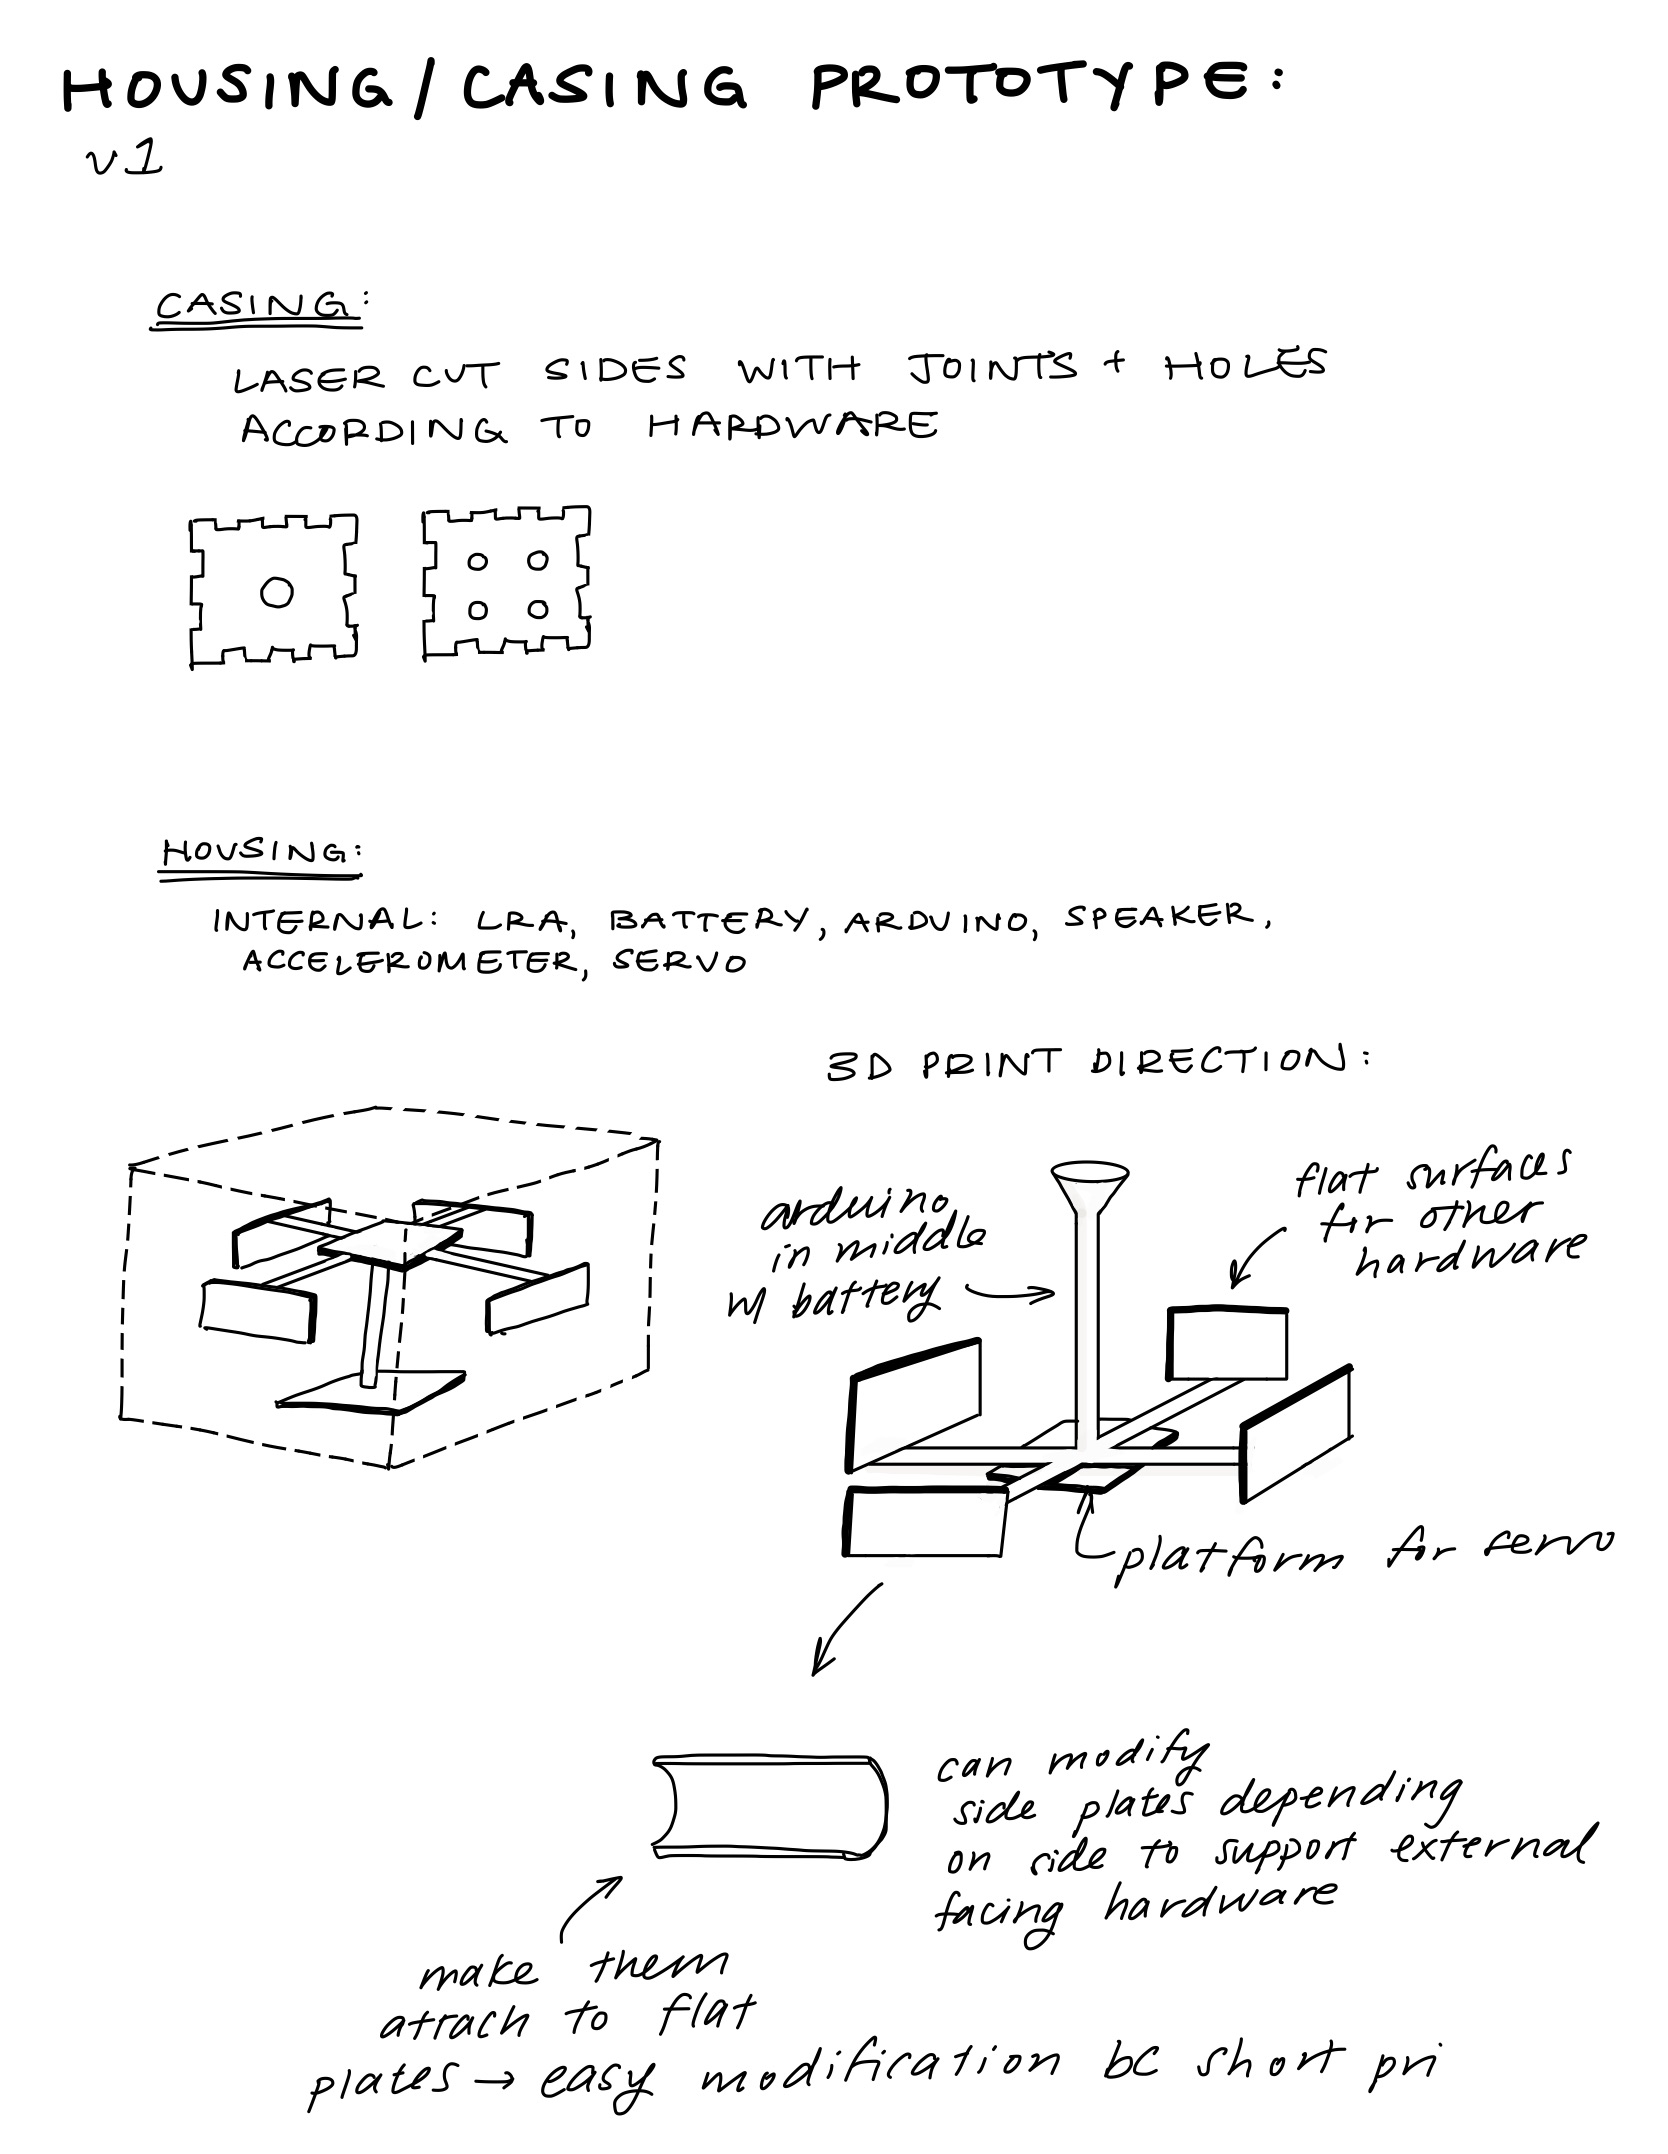 HOUSING/CASING PROTOTYPE:
v1
CASING:
LASER CUT SIDES WITH JOINTS + HOLES
ACCORDING TO HARDWARE
HOUSING:
INTERNAL: LRA, BATTERY, ARDUINO, SPEAKER,
ACCELEROMETER, SERVO
3D PRINT DIRECTION:
arduino
in middle
w/ battery
flat surfaces
for other
hardware
platform for servo
can modify
side plates depending
on side to support external
facing hardware
make them
attach to flat
plates → easy modification bc short pri